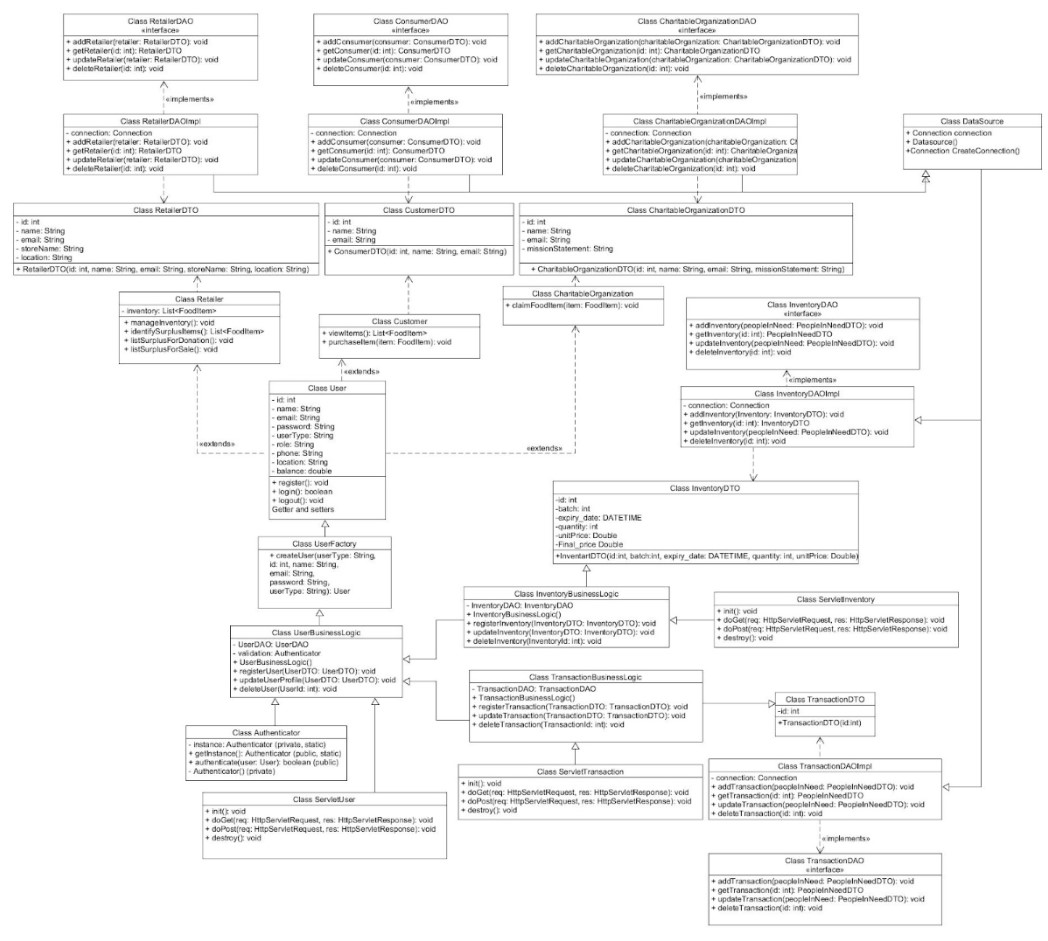 Class RetailerDAO
«interface»
+ addRetailer(retailer: RetailerDTO): void
+ getRetailer(id: int): RetailerDTO
+ updateRetailer(retailer: RetailerDTO): void
+ deleteRetailer(id: int): void
Class ConsumerDAO
«interface»
+ addConsumer(consumer: ConsumerDTO): void
+ getConsumer(id: int): ConsumerDTO
+ updateConsumer(consumer: ConsumerDTO): void
+ deleteConsumer(id: int): void
Class CharitableOrganizationDAO
«interface»
+ addCharitableOrganization(charitableOrganization: CharitableOrganizationDTO): void
+ getCharitableOrganization(id: int): CharitableOrganizationDTO
+ updateCharitableOrganization(charitableOrganization: CharitableOrganizationDTO): void
+ deleteCharitableOrganization(id: int): void
«implements»
«implements»
«implements»
Class RetailerDAOImpl
- connection: Connection
+ addRetailer(retailer: RetailerDTO): void
+ getRetailer(id: int): RetailerDTO
+ updateRetailer(retailer: RetailerDTO): void
+ deleteRetailer(id: int): void
Class ConsumerDAOImpl
- connection: Connection
+ addConsumer(consumer: ConsumerDTO): void
+ getConsumer(id: int): ConsumerDTO
+ updateConsumer(consumer: ConsumerDTO): void
+ deleteConsumer(id: int): void
Class CharitableOrganizationDAOImpl
- connection: Connection
+ addCharitableOrganization(charitableOrganization: Cl
+ getCharitableOrganization(id: int): CharitableOrganiza
+ updateCharitableOrganization(charitableOrganization
+ deleteCharitableOrganization(id: int): void
Class DataSource
+ Connection connection
+ Datasource()
+Connection CreateConnection()
Class RetailerDTO
- id: int
- name: String
- email: String
- storeName: String
- location: String
+ RetailerDTO(id: int, name: String, email: String, storeName: String, location: String)
Class CustomerDTO
- id: int
- name: String
- email: String
+ ConsumerDTO(id: int, name: String, email: String)
Class CharitableOrganizationDTO
- id: int
- name: String
- email: String
- missionStatement: String
+ CharitableOrganizationDTO(id: int, name: String, email: String, missionStatement: String)
Class Retailer
- inventory: List<FoodItem>
+ manageInventory(): void
+ identifySurplusItems(): List<FoodItem>
+ listSurplusForDonation(): void
+ listSurplusForSale(): void
Class Customer
+ viewItems(): List<FoodItem>
+ purchaseItem(item: FoodItem): void
Class CharitableOrganization
+ claimFoodItem(item: FoodItem): void
Class InventoryDAO
«interface»
+ addInventory(peopleInNeed: PeopleInNeedDTO): void
+ getInventory(id: int): PeopleInNeedDTO
+ updateInventory(peopleInNeed: PeopleInNeedDTO): void
+ deleteInventory(id: int): void
«implements»
«extends»
«extends»
«extends»
Class User
- id: int
- name: String
- email: String
- password: String
- userType: String
- role: String
- phone: String
- location: String
- balance: double
+ register(): void
+ login(): boolean
+ logout(): void
Getter and setters
Class InventoryDAOImpl
- connection: Connection
+ addInventory(Inventory: InventoryDTO): void
+ getInventory(id: int): InventoryDTO
+ updateInventory(peopleInNeed: PeopleInNeedDTO): void
+ deleteInventory(id: int): void
Class InventoryDTO
-id: int
-batch: int
-expiry_date: DATETIME
-quantity: int
-unitPrice: Double
-Final_price Double
+InventartDTO(id:int, batch:int, expiry_date: DATETIME, quantity: int, unitPrice: Double)
Class UserFactory
+ createUser(userType: String,
id: int, name: String,
email: String,
password: String,
userType: String): User
Class InventoryBusinessLogic
- InventoryDAO: InventoryDAO
+ InventoryBusinessLogic()
+ registerInventory(InventoryDTO: InventoryDTO): void
+ updateInventory(InventoryDTO: InventoryDTO): void
+ deleteInventory(InventoryId: int): void
Class ServletInventory
+ init(): void
+ doGet(req: HttpServletRequest, res: HttpServletResponse): void
+ doPost(req: HttpServletRequest, res: HttpServletResponse): void
+ destroy(): void
Class UserBusinessLogic
- UserDAO: UserDAO
- validation: Authenticator
+ UserBusinessLogic()
+ registerUser(UserDTO: UserDTO): void
+ updateUserProfile(UserDTO: UserDTO): void
+ deleteUser(UserId: int): void
Class TransactionBusinessLogic
- TransactionDAO: TransactionDAO
+ TransactionBusinessLogic()
+ registerTransaction(TransactionDTO: TransactionDTO): void
+ updateTransaction(TransactionDTO: TransactionDTO): void
+ deleteTransaction(TransactionId: int): void
Class TransactionDTO
-id: int
+TransactionDTO(id:int)
Class Authenticator
- instance: Authenticator (private, static)
+ getInstance(): Authenticator (public, static)
+ authenticate(user: User): boolean (public)
- Authenticator() (private)
Class ServletTransaction
+ init(): void
+ doGet(req: HttpServletRequest, res: HttpServletResponse): void
+ doPost(req: HttpServletRequest, res: HttpServletResponse): void
+ destroy(): void
Class TransactionDAOImpl
- connection: Connection
+ addTransaction(peopleInNeed: PeopleInNeedDTO): void
+ getTransaction(id: int): PeopleInNeedDTO
+ updateTransaction(peopleInNeed: PeopleInNeedDTO): void
+ deleteTransaction(id: int): void
Class ServletUser
+ init(): void
+ doGet(req: HttpServletRequest, res: HttpServletResponse): void
+ doPost(req: HttpServletRequest, res: HttpServletResponse): void
+ destroy(): void
«implements»
Class TransactionDAO
«interface»
+ addTransaction(peopleInNeed: PeopleInNeedDTO): void
+ getTransaction(id: int): PeopleInNeedDTO
+ updateTransaction(peopleInNeed: PeopleInNeedDTO): void
+ deleteTransaction(id: int): void